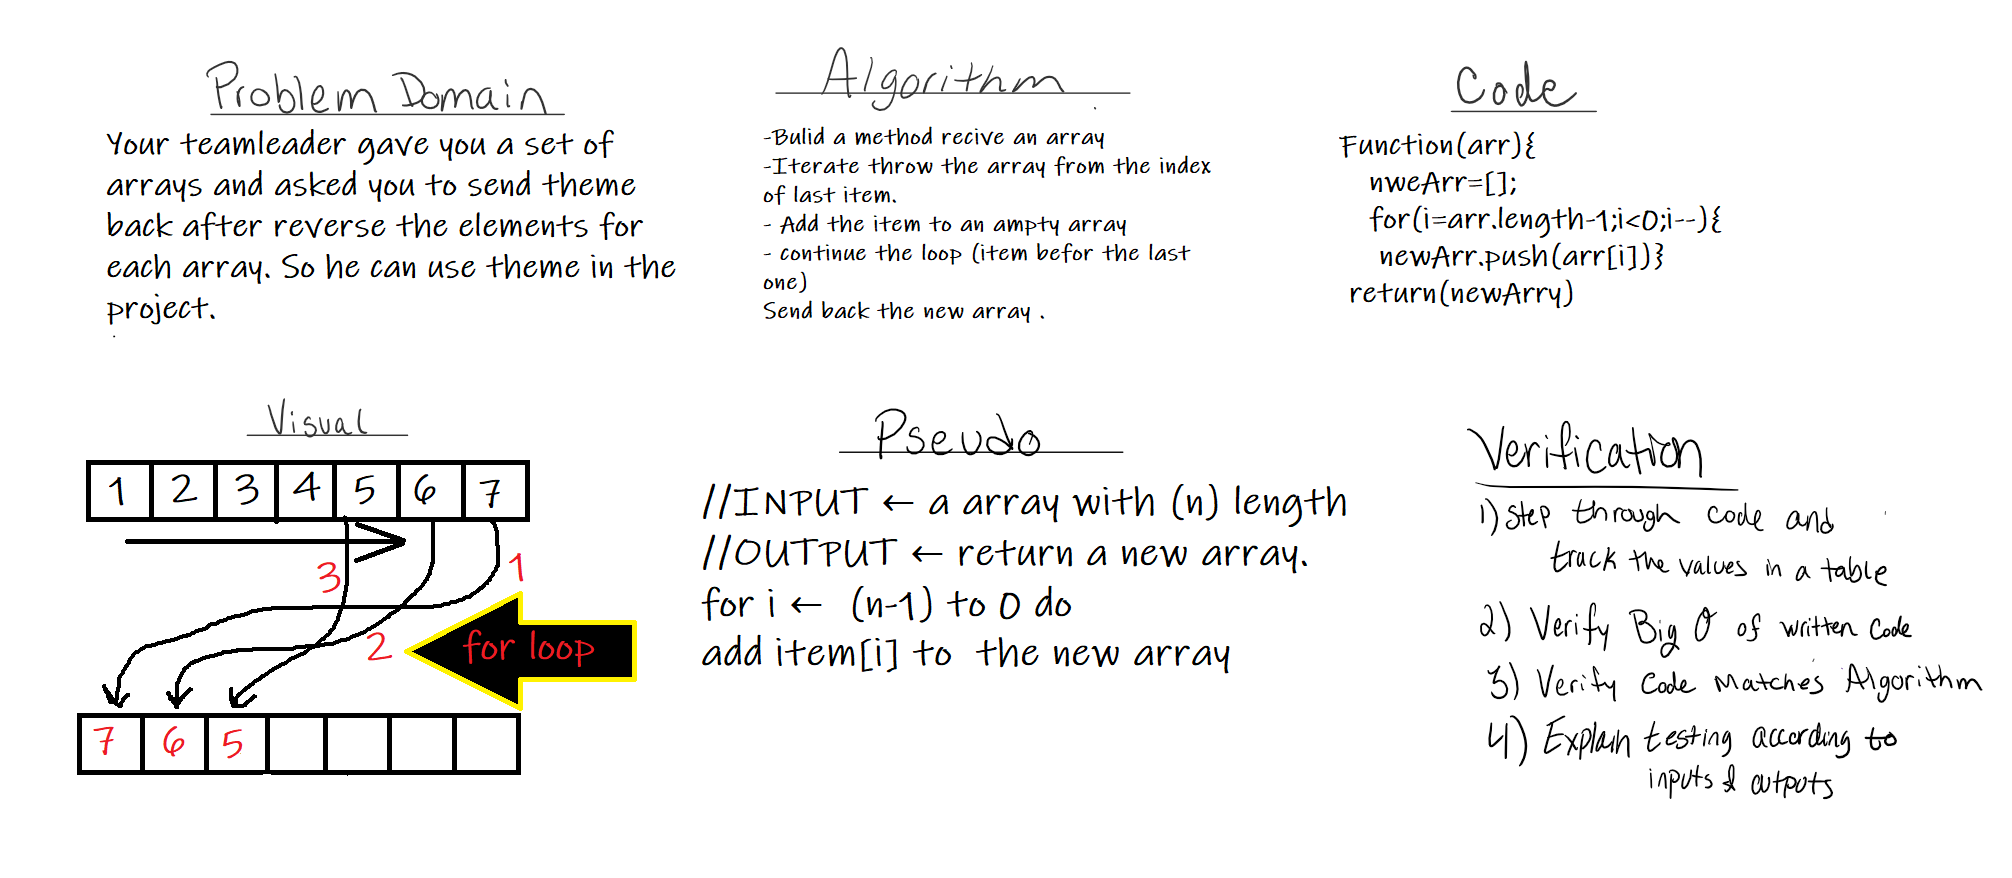 Problem Domain
Your teamleader gave you a set of
arrays and asked you to send theme
back after reverse the elements for
each array. So he can use theme in the
project.
Algorithm
-Bulid a method recive an array
-Iterate throw the array from the index
of last item.
- Add the item to an ampty array
- continue the loop (item befor the last
one)
Send back the new array .
Code
Function(arr){
nweArr=[];
for(i=arr.length-1;i<0;i--){
newArr.push(arr[i])}
return(newArry)
Visual
1 2 3 4 5 6 7
1
3
2
for loop
7 6 5
Pseudo
//INPUT ← a array with (n) length
//OUTPUT ← return a new array.
for i ← (n-1) to 0 do
add item[i] to the new array
Verification
1) Step through code and
track the values in a table
2) Verify Big O of written code
3) Verify code matches Algorithm
4) Explain testing according to
inputs & outputs